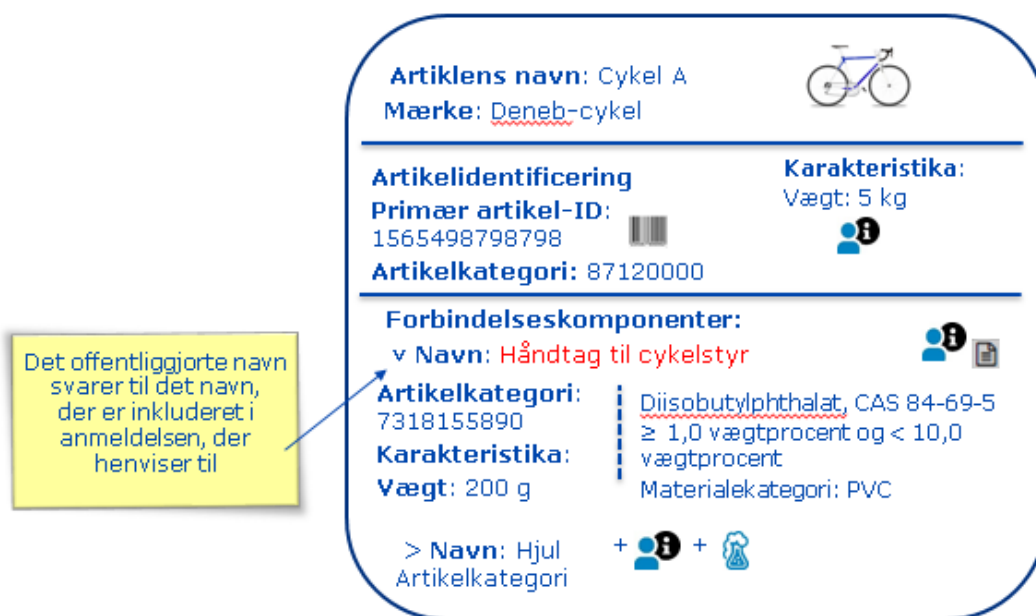 Artiklens navn: Cykel A
Mærke: Deneb-cykel
Artikelidentificering
Primær artikel-ID:
1565498798798
Artikelkategori: 87120000
Karakteristika:
Vægt: 5 kg
Forbindelseskomponenter:
v Navn: Håndtag til cykelstyr
Artikelkategori:
7318155890
Karakteristika:
Vægt: 200 g
Diisobutylphthalat, CAS 84-69-5
≥ 1,0 vægtprocent og < 10,0
vægtprocent
Materialekategori: PVC
> Navn: Hjul
Artikelkategori
+ +
Det offentliggjorte navn
svarer til det navn,
der er inkluderet i
anmeldelsen, der
henviser til